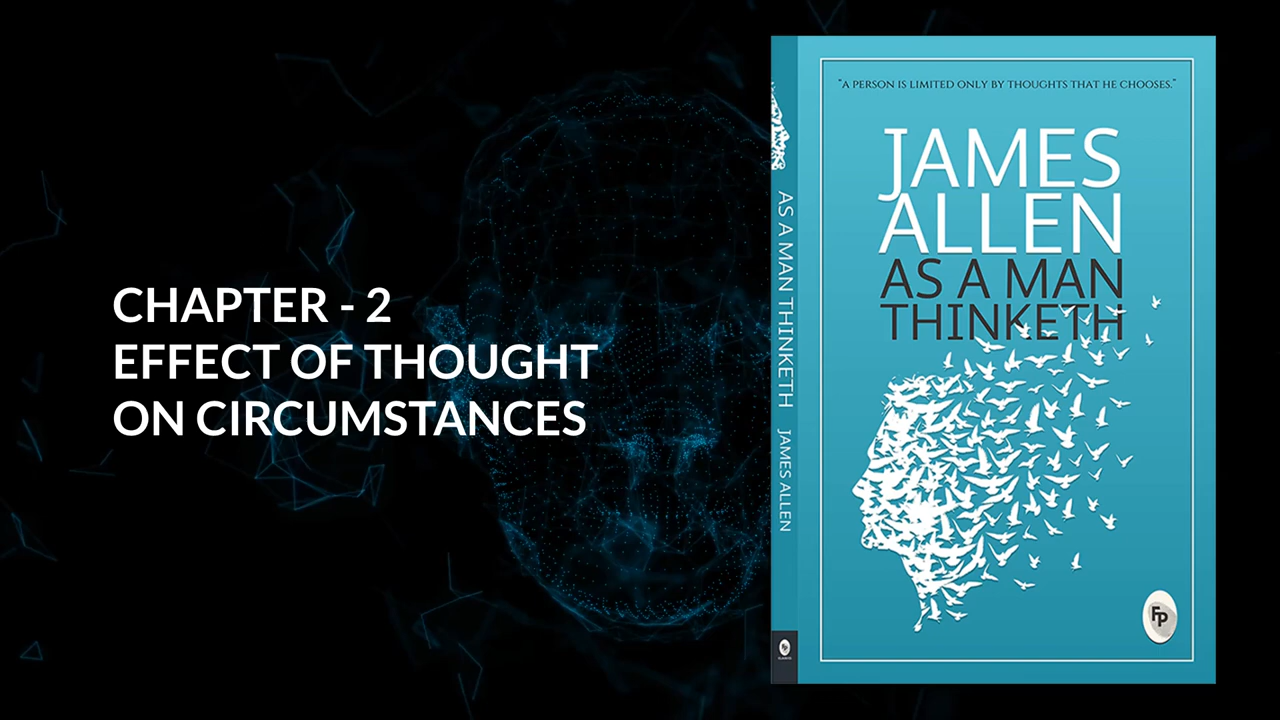 CHAPTER - 2
EFFECT OF THOUGHT
ON CIRCUMSTANCES
"A PERSON IS LIMITED ONLY BY THOUGHTS THAT HE CHOOSES."
JAMES
ALLEN
AS A MAN
THINKETH
AS A MAN THINKETH JAMES ALLEN
FP